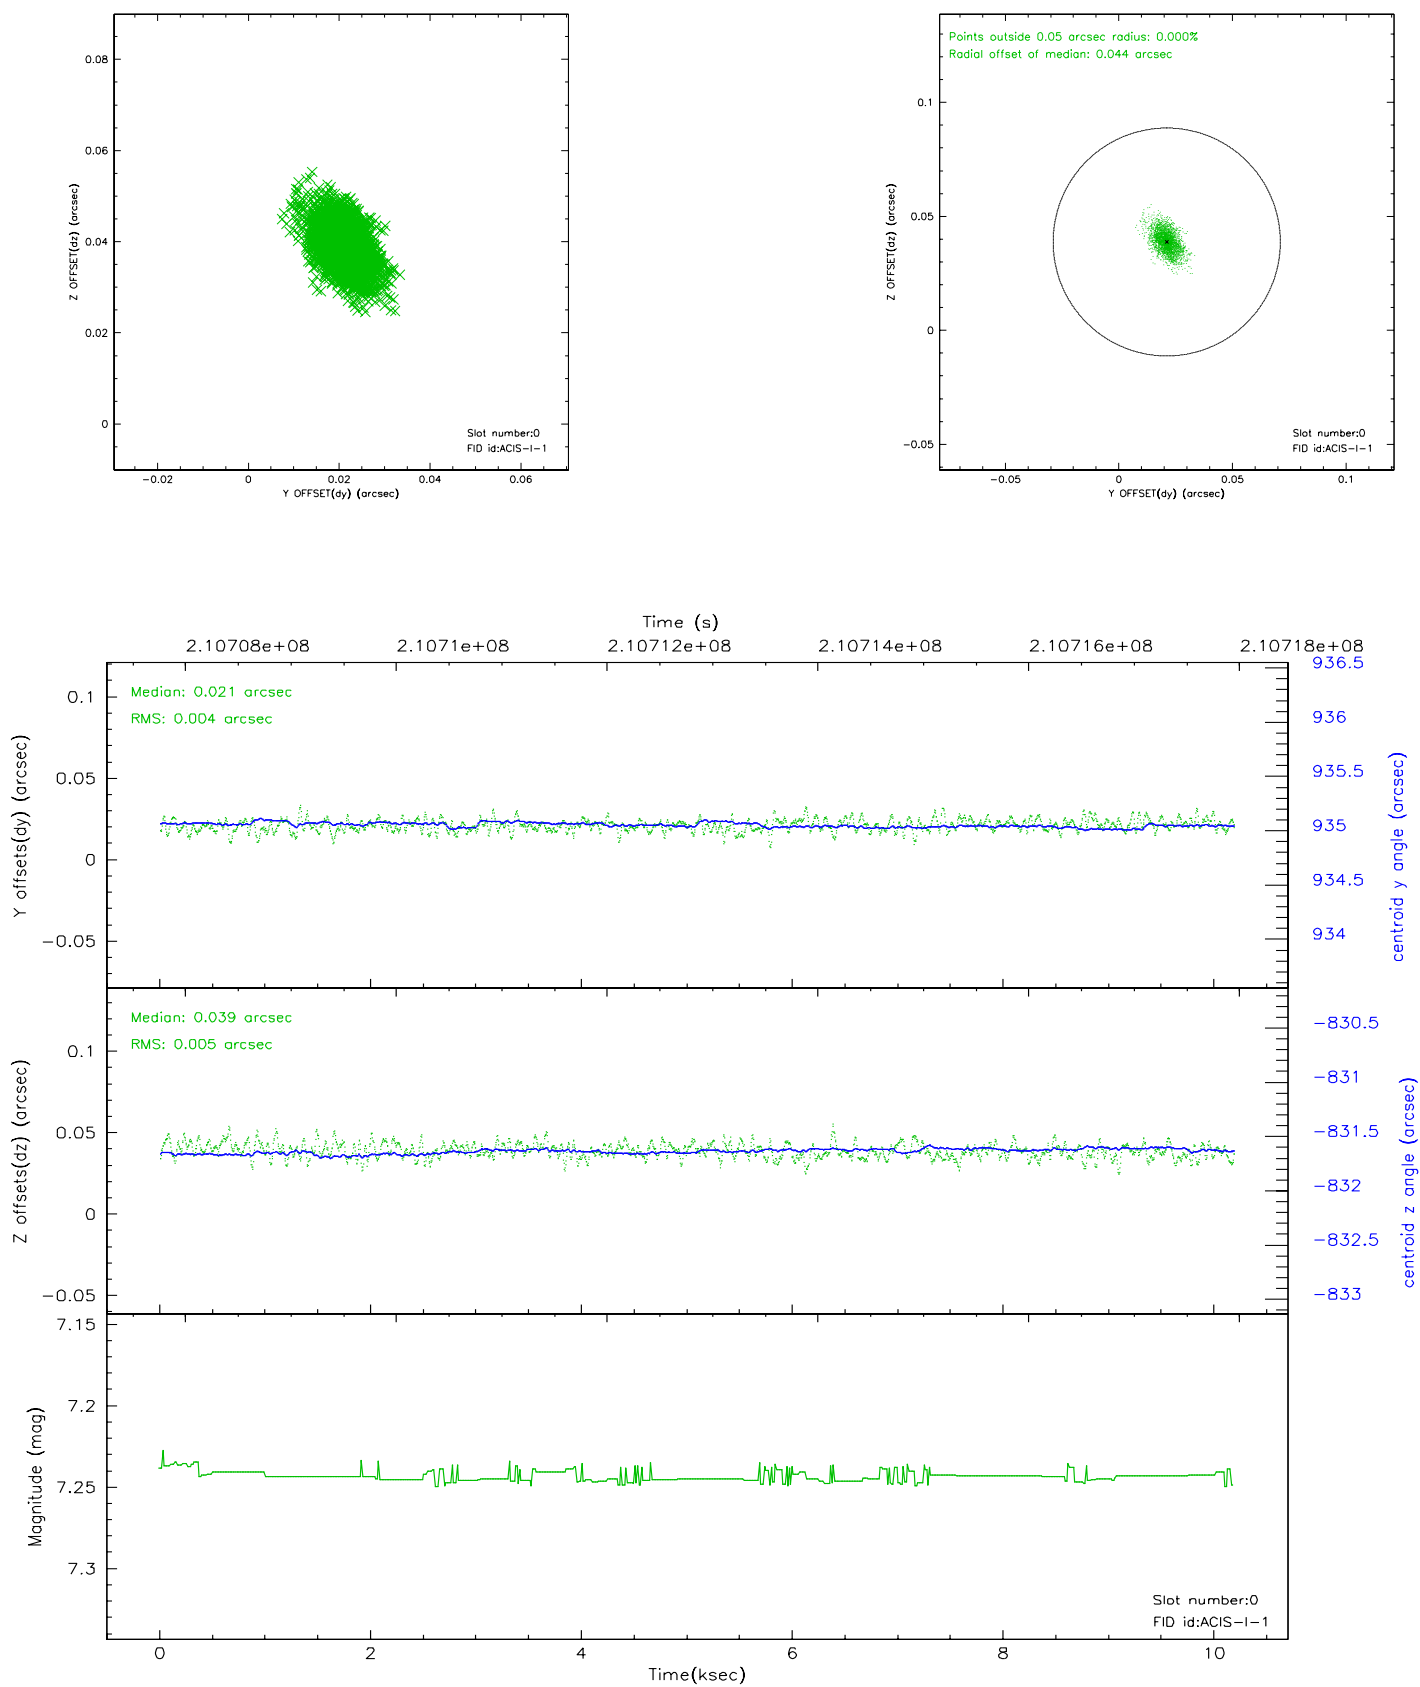 0.08
0.06
0.04
0.02
0
Z OFFSET(dz) (arcsec)
Slot number:0
FID id:ACIS-I-1
-0.02 0 0.02 0.04 0.06
Y OFFSET(dy) (arcsec)
Points outside 0.05 arcsec radius: 0.000%
Radial offset of median: 0.044 arcsec
0.1
0.05
0
-0.05
Z OFFSET(dz) (arcsec)
Slot number:0
FID id:ACIS-I-1
-0.05 0 0.05 0.1
Y OFFSET(dy) (arcsec)
Time (s)
2.10708e+08 2.1071e+08 2.10712e+08 2.10714e+08 2.10716e+08 2.10718e+08
Median: 0.021 arcsec
RMS: 0.004 arcsec
0.1
0.05
0
-0.05
Y offsets(dy) (arcsec)
936.5
936
935.5
935
934.5
934
centroid y angle (arcsec)
Median: 0.039 arcsec
RMS: 0.005 arcsec
0.1
0.05
0
-0.05
Z offsets(dz) (arcsec)
-830.5
-831
-831.5
-832
-832.5
-833
centroid z angle (arcsec)
7.15
7.2
7.25
7.3
Magnitude (mag)
Slot number:0
FID id:ACIS-I-1
0 2 4 6 8 10
Time(ksec)